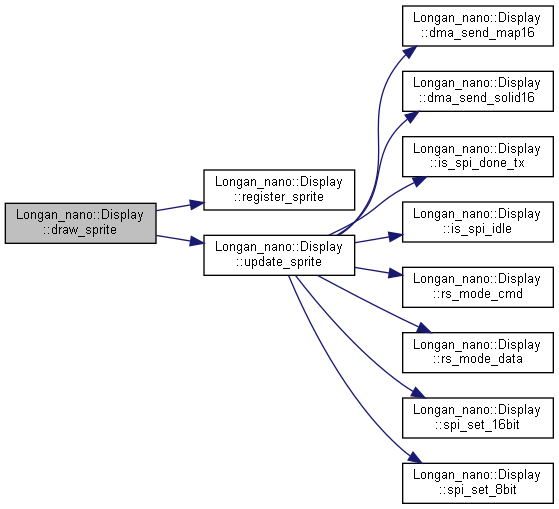 Longan_nano::Display
::draw_sprite
Longan_nano::Display
::register_sprite
Longan_nano::Display
::update_sprite
Longan_nano::Display
::dma_send_map16
Longan_nano::Display
::dma_send_solid16
Longan_nano::Display
::is_spi_done_tx
Longan_nano::Display
::is_spi_idle
Longan_nano::Display
::rs_mode_cmd
Longan_nano::Display
::rs_mode_data
Longan_nano::Display
::spi_set_16bit
Longan_nano::Display
::spi_set_8bit